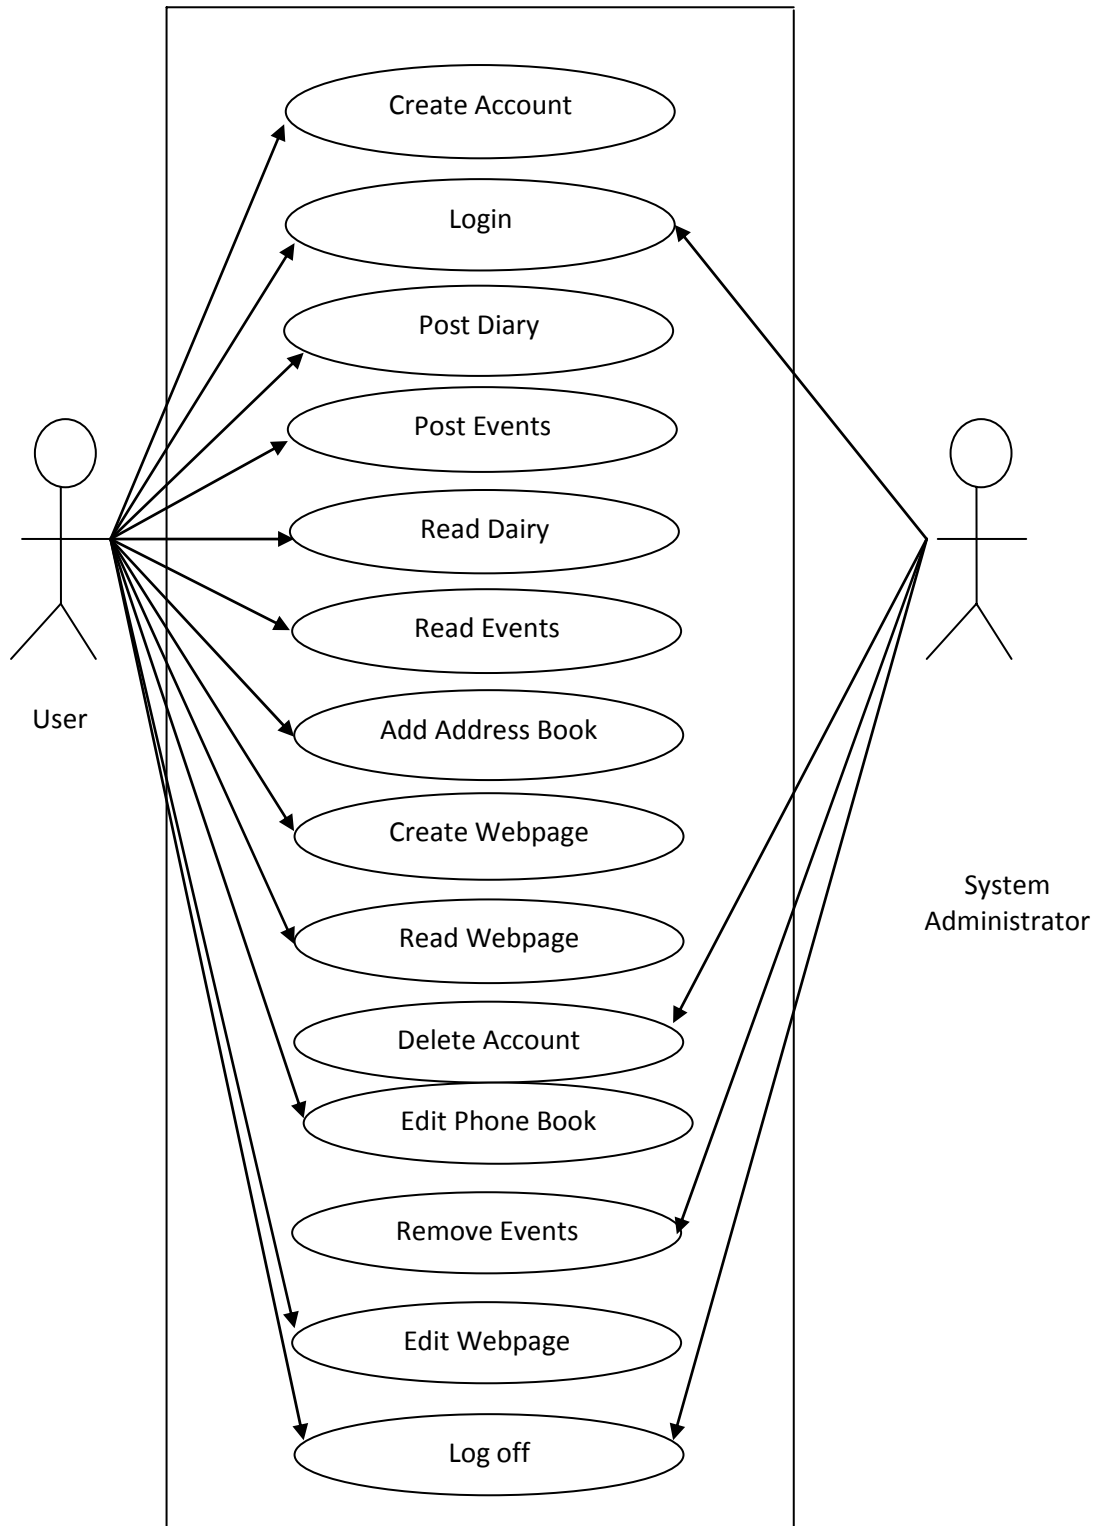 Create Account
Login
Post Diary
Post Events
Read Dairy
Read Events
User
Add Address Book
Create Webpage
System
Administrator
Read Webpage
Delete Account
Edit Phone Book
Remove Events
Edit Webpage
Log off